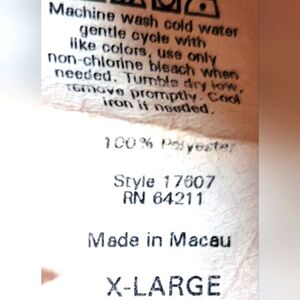 Machine wash cold water
gentle cycle with
like colors, use only
non-chlorine bleach when
needed. Tumble dry low,
remove promptly. Cool
iron if needed.
100% Polyester
Style 17607
RN 64211
Made in Macau
X-LARGE